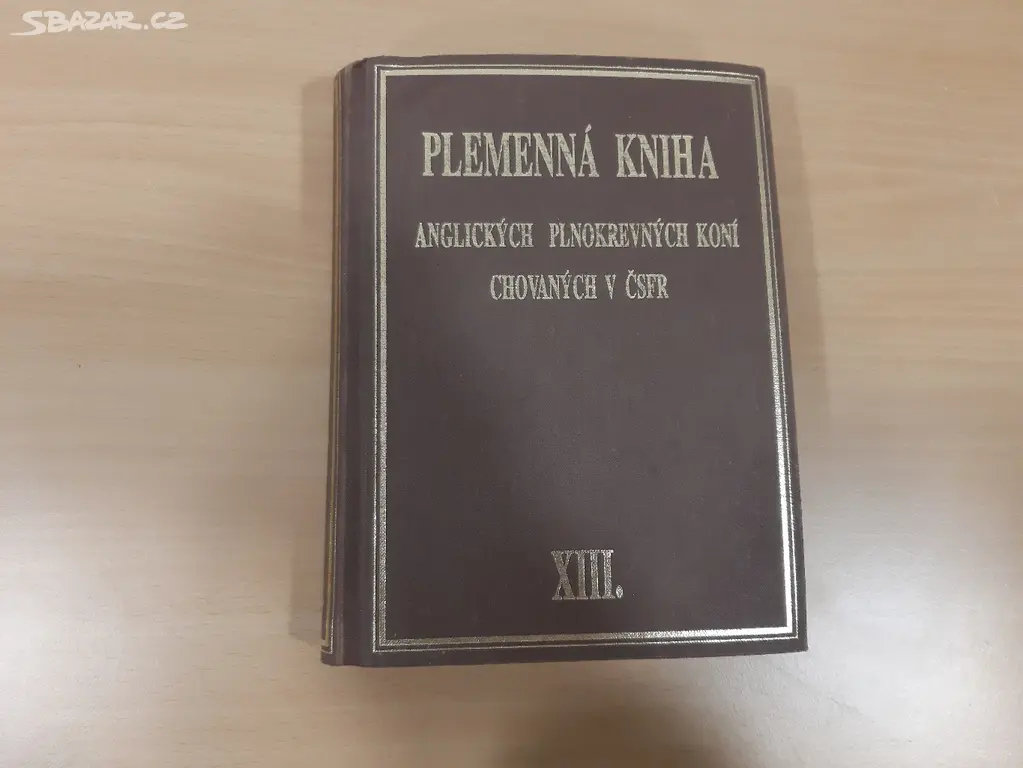 SBAZAR.CZ
PLEMENNÁ KNIHA
ANGLICKÝCH PLNOKREVNÝCH KONÍ
CHOVANÝCH V ČSFR
XIII.